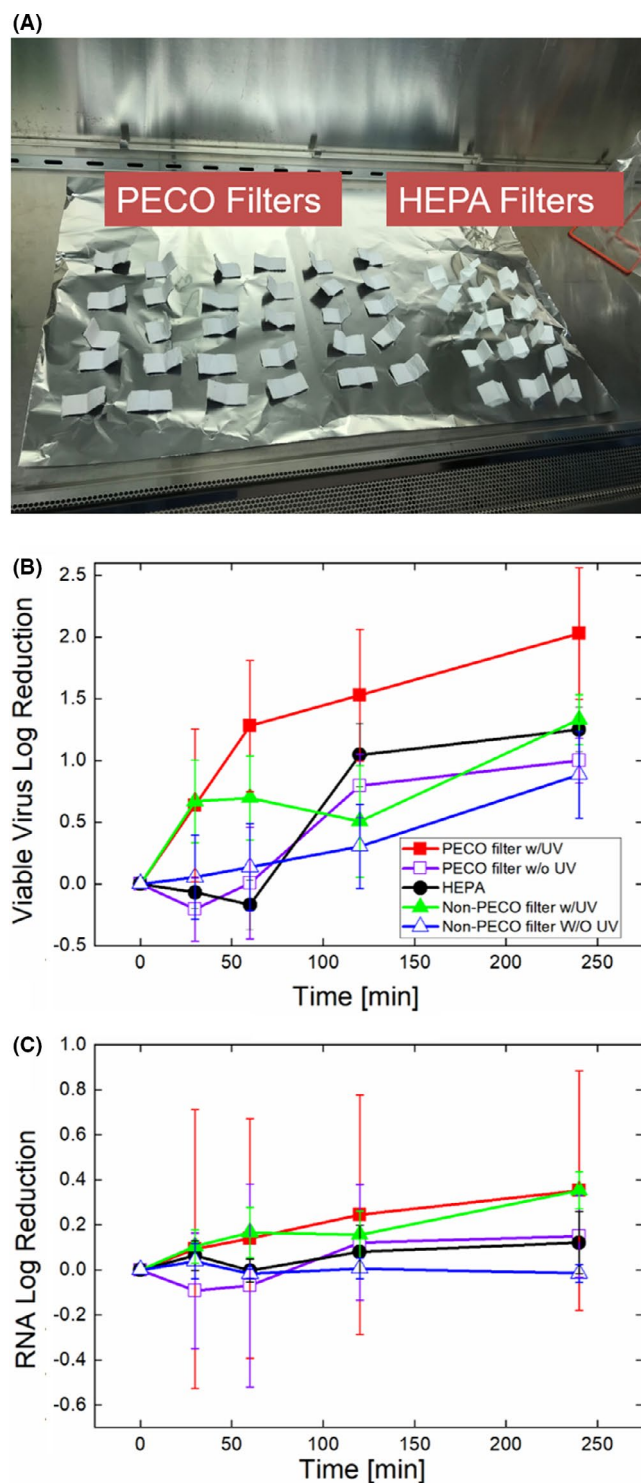 (A)
PECO Filters
HEPA Filters
(B)
Viable Virus Log Reduction
2.5
2.0
1.5
1.0
0.5
0.0
-0.5
PECO filter w/UV
PECO filter w/o UV
HEPA
Non-PECO filter w/UV
Non-PECO filter W/O UV
0 50 100 150 200 250
Time [min]
(C)
RNA Log Reduction
1.0
0.8
0.6
0.4
0.2
0.0
-0.2
-0.4
-0.6
0 50 100 150 200 250
Time [min]